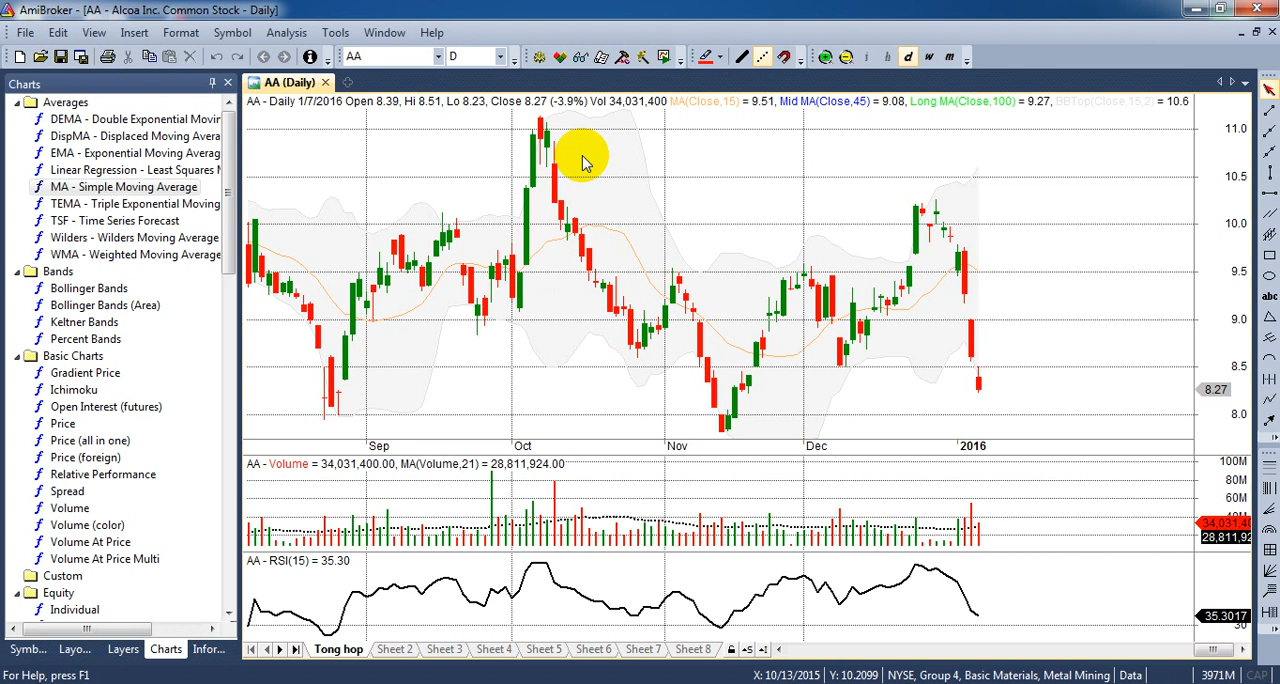 AmiBroker - [AA - Alcoa Inc. Common Stock - Daily]
File Edit View Insert Format Symbol Analysis Tools Window Help
AA D i h d w m
Charts
AA (Daily)
Averages
DEMA - Double Exponential Movin
DispMA - Displaced Moving Avera
EMA - Exponential Moving Averag
Linear Regression - Least Squares M
MA - Simple Moving Average
TEMA - Triple Exponential Moving
TSF - Time Series Forecast
Wilders - Wilders Moving Average
WMA - Weighted Moving Average
Bands
Bollinger Bands
Bollinger Bands (Area)
Keltner Bands
Percent Bands
Basic Charts
Gradient Price
Ichimoku
Open Interest (futures)
Price
Price (all in one)
Price (foreign)
Relative Performance
Spread
Volume
Volume (color)
Volume At Price
Volume At Price Multi
Custom
Equity
Individual
Symb... Layo... Layers Charts Infor...
AA - Daily 1/7/2016 Open 8.39, Hi 8.51, Lo 8.23, Close 8.27 (-3.9%) Vol 34,031,400 MA(Close,15) = 9.51, Mid MA(Close,45) = 9.08, Long MA(Close,100) = 9.27, BBTop(Close,15,2) = 10.6
11.0
10.5
10.0
9.5
9.0
8.5
8.27
8.0
Sep Oct Nov Dec 2016
AA - Volume = 34,031,400.00, MA(Volume,21) = 28,811,924.00
100M
80M
60M
40M
34,031,40
28,811,92
AA - RSI(15) = 35.30
35.3017
30
Tong hop Sheet 2 Sheet 3 Sheet 4 Sheet 5 Sheet 6 Sheet 7 Sheet 8
abc
For Help, press F1
X: 10/13/2015 Y: 10.2099 NYSE, Group 4, Basic Materials, Metal Mining Data 3971M CAP